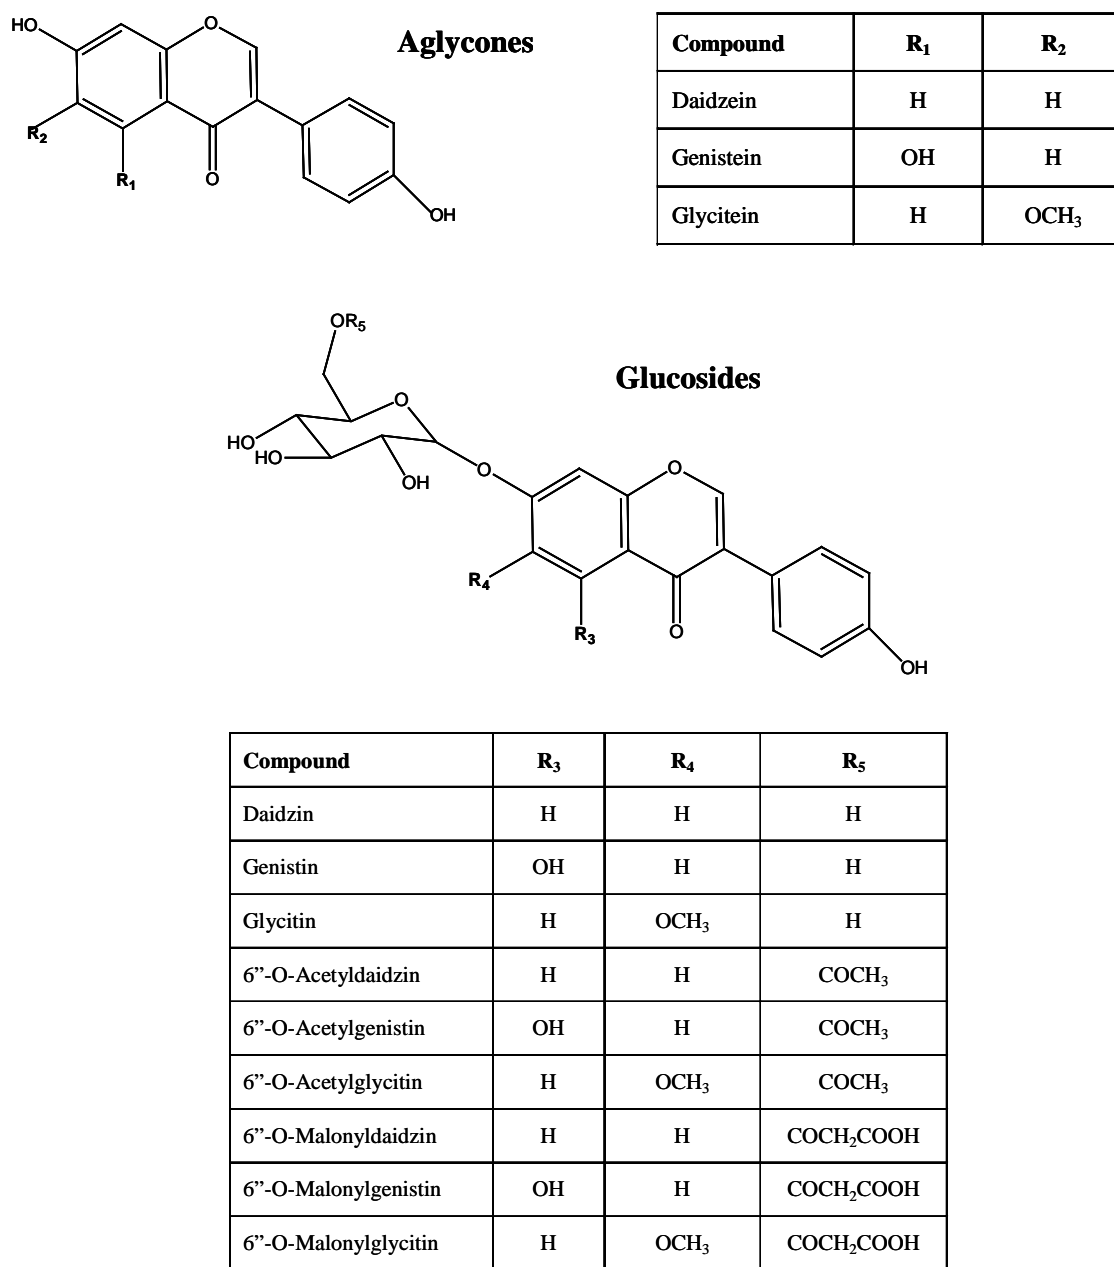 HO
O
R₂
R₁
O
OH
Aglycones
Compound R₁ R₂
Daidzein H H
Genistein OH H
Glycitein H OCH₃
OR₅
Glucosides
O
HO
HO
OH
O
O
R₄
R₃
O
OH
Compound R₃ R₄ R₅
Daidzin H H H
Genistin OH H H
Glycitin H OCH₃ H
6”-O-Acetyldaidzin H H COCH₃
6”-O-Acetylgenistin OH H COCH₃
6”-O-Acetylglycitin H OCH₃ COCH₃
6”-O-Malonyldaidzin H H COCH₂COOH
6”-O-Malonylgenistin OH H COCH₂COOH
6”-O-Malonylglycitin H OCH₃ COCH₂COOH